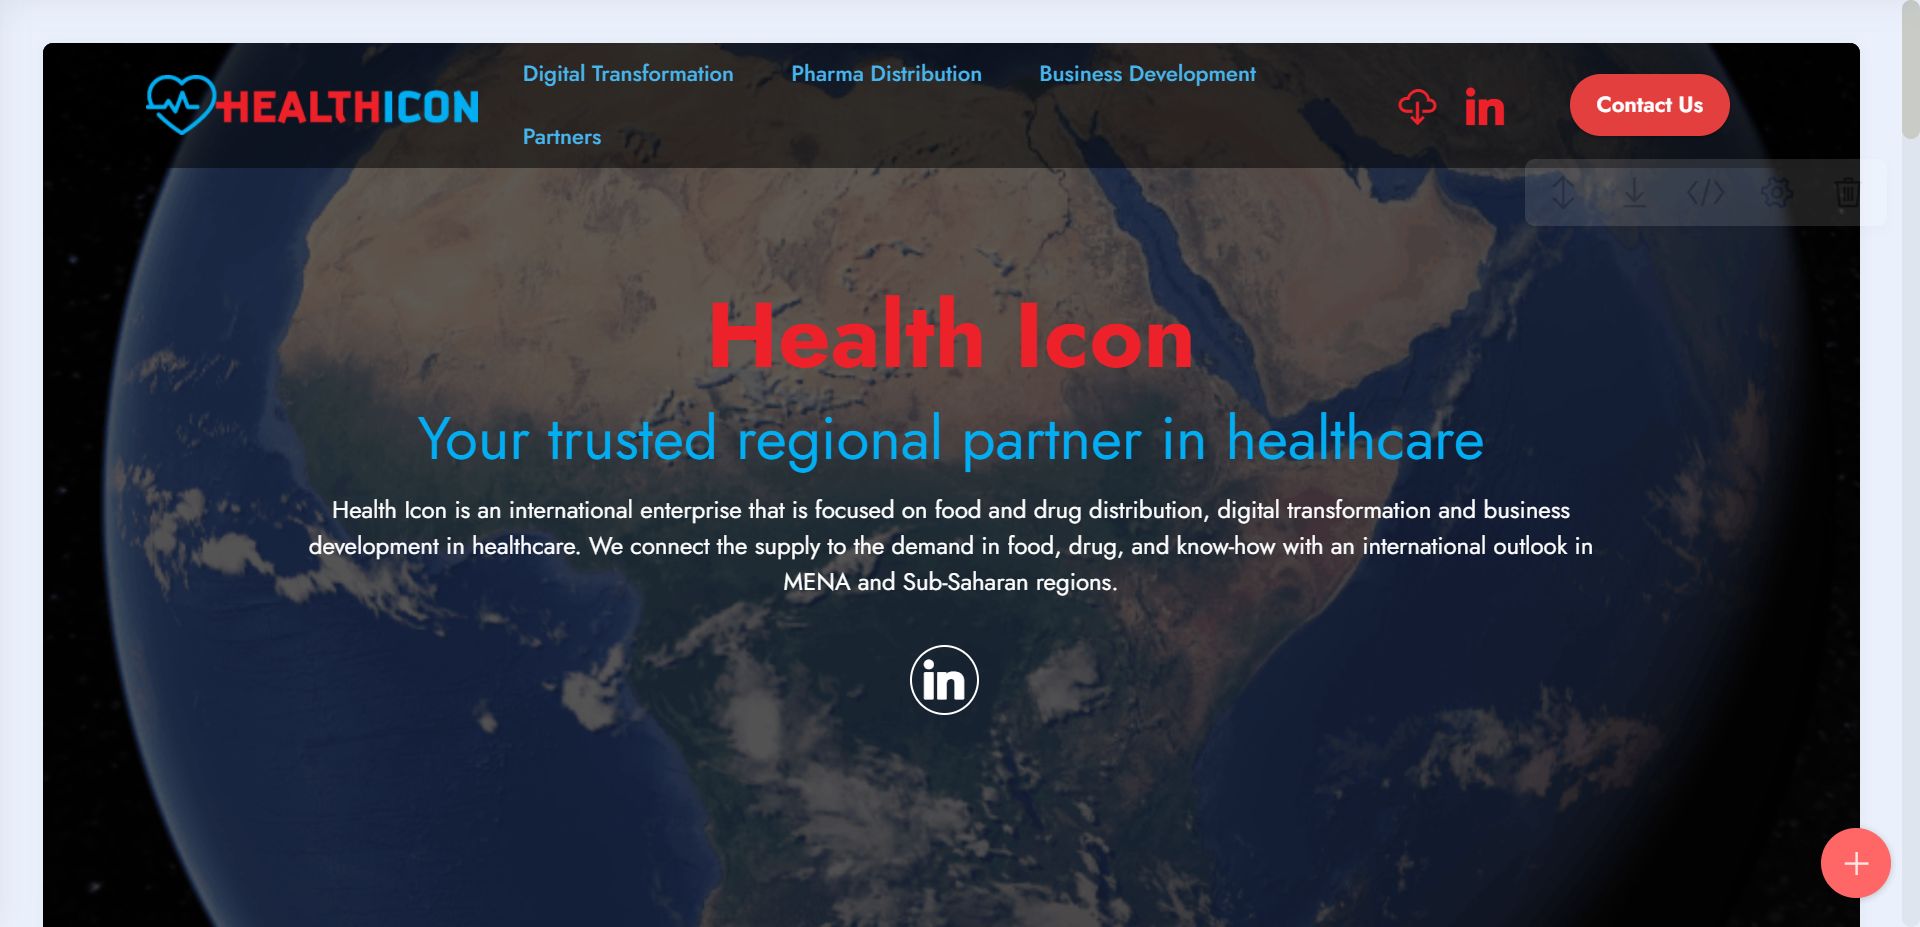 HEALTHICON
Digital Transformation
Pharma Distribution
Business Development
Partners
in
Contact Us
Health Icon
Your trusted regional partner in healthcare
Health Icon is an international enterprise that is focused on food and drug distribution, digital transformation and business
development in healthcare. We connect the supply to the demand in food, drug, and know-how with an international outlook in
MENA and Sub-Saharan regions.
in